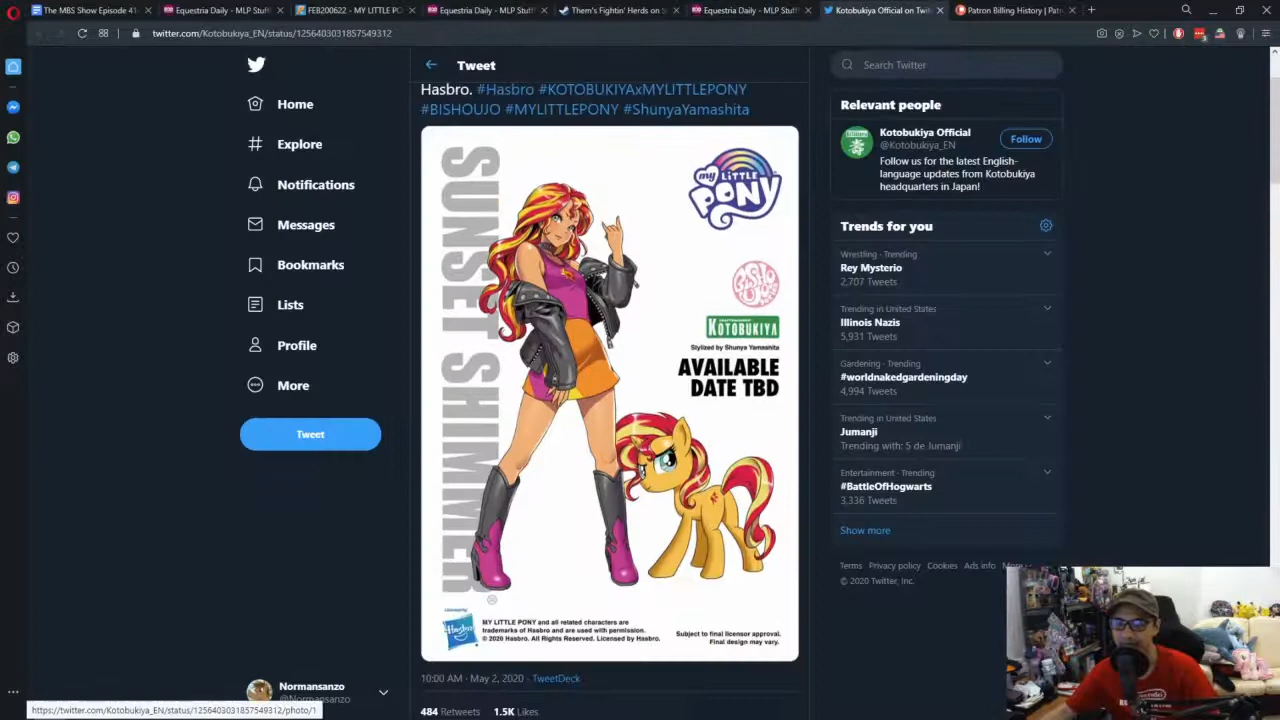 The MBS Show Episode 41
Equestria Daily - MLP Stuf
FEB200622 - MY LITTLE PO
Equestria Daily - MLP Stuf
Them's Fightin' Herds on S
Equestria Daily - MLP Stuf
Kotobukiya Official on Twitt
Patron Billing History | Patr
twitter.com/Kotobukiya_EN/status/1256403031857549312
Home
Explore
Notifications
Messages
Bookmarks
Lists
Profile
More
Tweet
Normansanzo
@Normansanzo
https://twitter.com/Kotobukiya_EN/status/1256403031857549312/photo/1
Tweet
Hasbro. #Hasbro #KOTOBUKIYAxMYLITTLEPONY
#BISHOUJO #MYLITTLEPONY #ShunyaYamashita
SUNSET SHIMMER
my LiTTLE
PONY
BISHOUJO
KOTOBUKIYA
Stylized by Shunya Yamashita
AVAILABLE
DATE TBD
Hasbro
MY LITTLE PONY and all related characters are
trademarks of Hasbro and are used with permission.
© 2020 Hasbro. All Rights Reserved. Licensed by Hasbro.
Subject to final licensor approval.
Final design may vary.
10:00 AM · May 2, 2020 · TweetDeck
484 Retweets 1.5K Likes
Search Twitter
Relevant people
Kotobukiya Official
@Kotobukiya_EN
Follow
Follow us for the latest English-
language updates from Kotobukiya
headquarters in Japan!
Trends for you
Wrestling · Trending
Rey Mysterio
2,707 Tweets
Trending in United States
Illinois Nazis
5,931 Tweets
Gardening · Trending
#worldnakedgardeningday
4,994 Tweets
Trending in United States
Jumanji
Trending with: 5 de Jumanji
Entertainment · Trending
#BattleOfHogwarts
3,336 Tweets
Show more
Terms Privacy policy Cookies Ads info More
© 2020 Twitter, Inc.